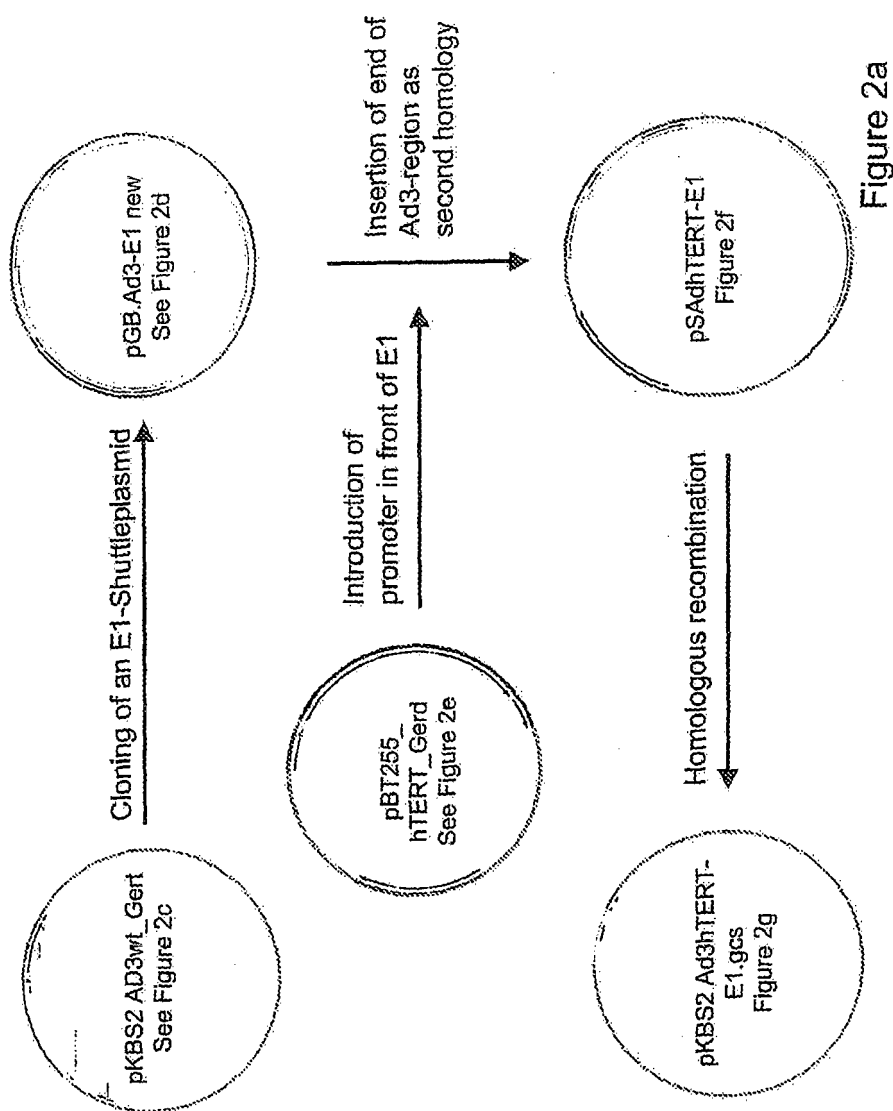 pKBS2 AD3wt_Gert
See Figure 2c
Cloning of an E1-Shuttleplasmid
pGB.Ad3-E1 new
See Figure 2d
pBT255_
hTERT_Gerd
See Figure 2e
Introduction of
promoter in front of E1
Insertion of end of
Ad3-region as
second homology
pKBS2.Ad3hTERT-
E1.gcs
Figure 2g
Homologous recombination
pSAdhTERT-E1
Figure 2f
Figure 2a